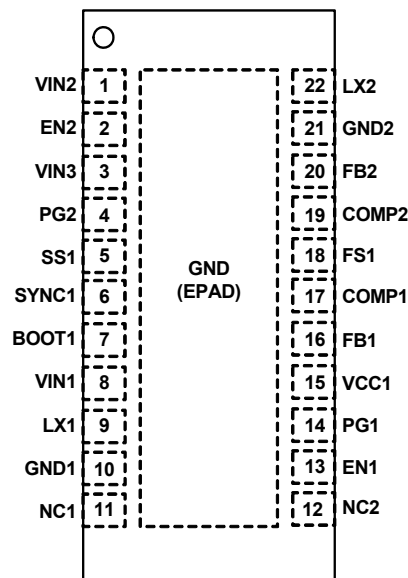 VIN2 1 22 LX2
EN2 2 21 GND2
VIN3 3 20 FB2
PG2 4 19 COMP2
SS1 5 18 FS1
SYNC1 6 17 COMP1
BOOT1 7 16 FB1
VIN1 8 15 VCC1
LX1 9 14 PG1
GND1 10 13 EN1
NC1 11 12 NC2
GND
(EPAD)